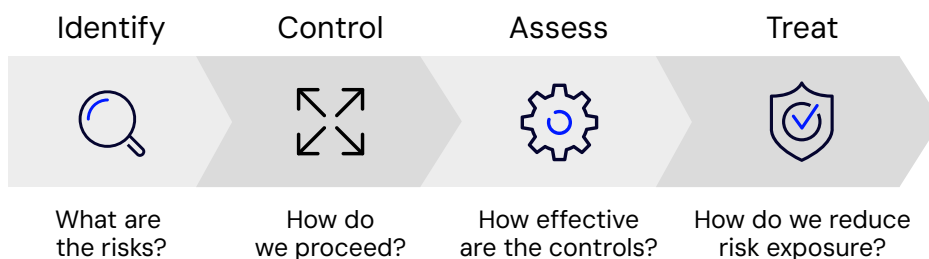 Identify
Control
Assess
Treat
What are
the risks?
How do
we proceed?
How effective
are the controls?
How do we reduce
risk exposure?